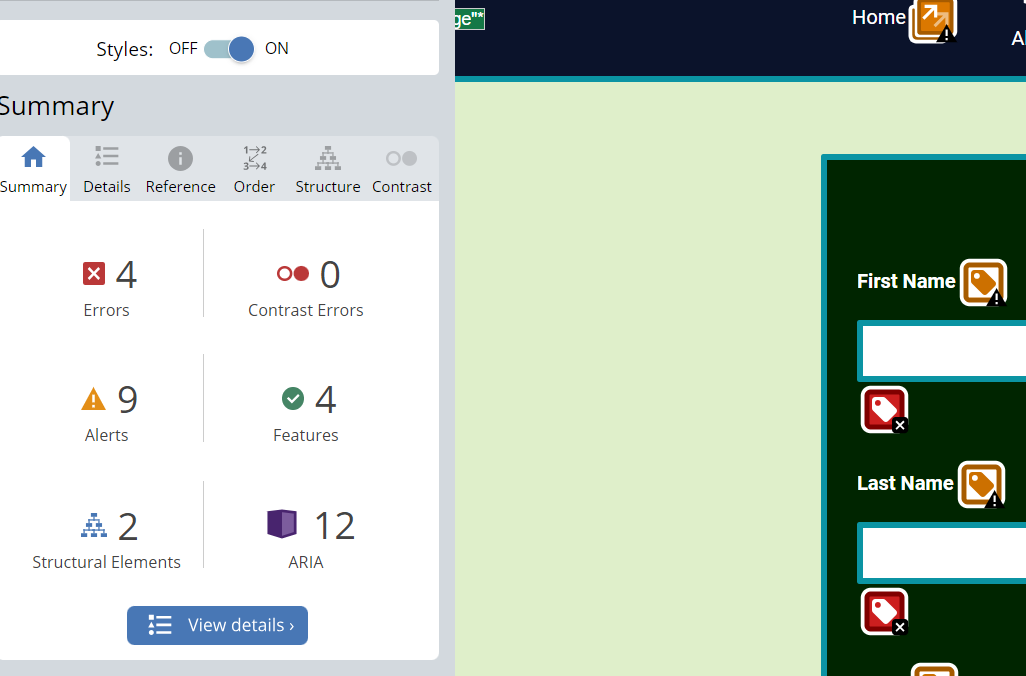 Styles: OFF ON
Summary
Summary Details Reference Order Structure Contrast
4 Errors
0 Contrast Errors
9 Alerts
4 Features
2 Structural Elements
12 ARIA
View details ›
ge"*
Home
First Name
Last Name